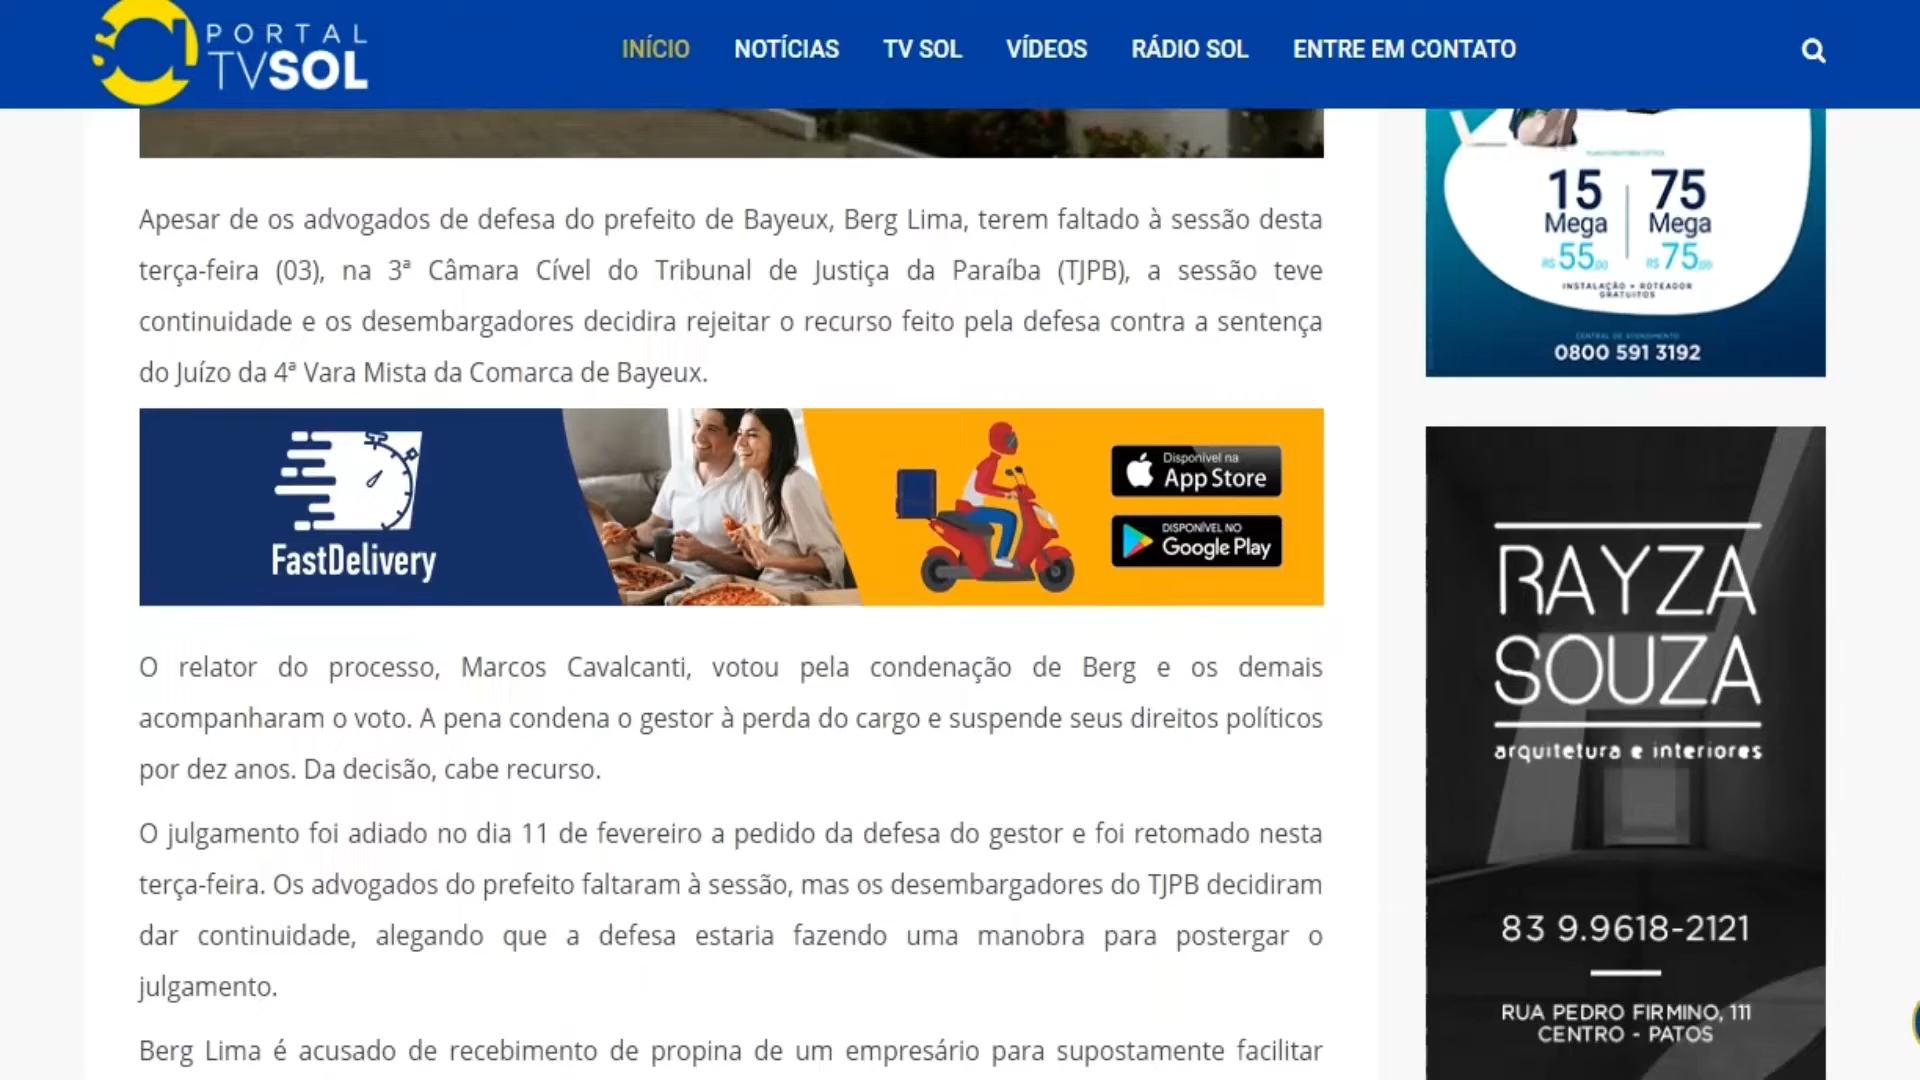 PORTAL
TVSOL
INÍCIO NOTÍCIAS TV SOL VÍDEOS RÁDIO SOL ENTRE EM CONTATO
Apesar de os advogados de defesa do prefeito de Bayeux, Berg Lima, terem faltado à sessão desta
terça-feira (03), na 3ª Câmara Cível do Tribunal de Justiça da Paraíba (TJPB), a sessão teve
continuidade e os desembargadores decidira rejeitar o recurso feito pela defesa contra a sentença
do Juízo da 4ª Vara Mista da Comarca de Bayeux.
FastDelivery
Disponível na
App Store
DISPONÍVEL NO
Google Play
O relator do processo, Marcos Cavalcanti, votou pela condenação de Berg e os demais
acompanharam o voto. A pena condena o gestor à perda do cargo e suspende seus direitos políticos
por dez anos. Da decisão, cabe recurso.
O julgamento foi adiado no dia 11 de fevereiro a pedido da defesa do gestor e foi retomado nesta
terça-feira. Os advogados do prefeito faltaram à sessão, mas os desembargadores do TJPB decidiram
dar continuidade, alegando que a defesa estaria fazendo uma manobra para postergar o
julgamento.
Berg Lima é acusado de recebimento de propina de um empresário para supostamente facilitar
15 75
Mega Mega
R$ 55,00 R$ 75,00
INSTALAÇÃO + ROTEADOR
GRATUITOS
CENTRAL DE ATENDIMENTO
0800 591 3192
RAYZA
SOUZA
arquitetura e interiores
83 9.9618-2121
RUA PEDRO FIRMINO, 111
CENTRO - PATOS